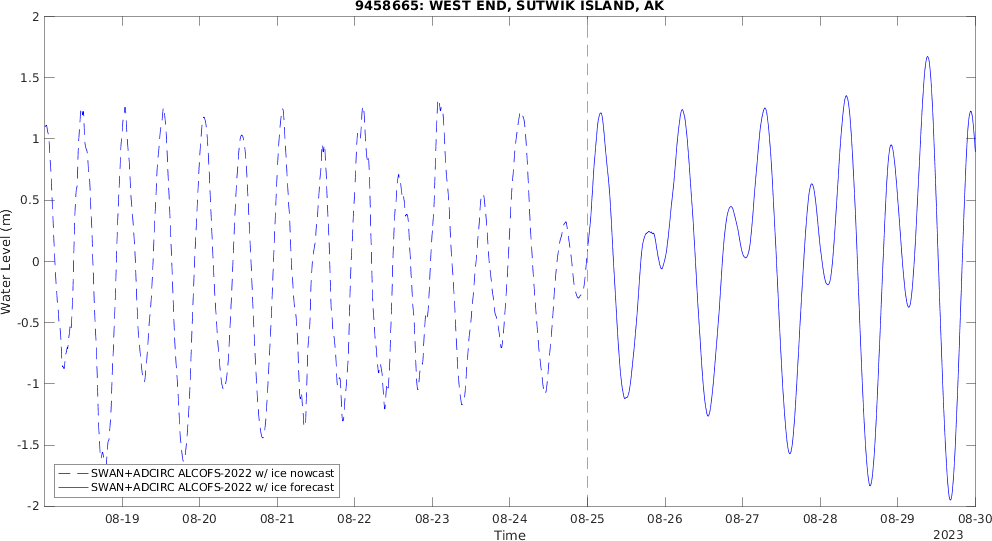 9458665: WEST END, SUTWIK ISLAND, AK
Water Level (m)
2
1.5
1
0.5
0
-0.5
-1
-1.5
-2
SWAN+ADCIRC ALCOFS-2022 w/ ice nowcast
SWAN+ADCIRC ALCOFS-2022 w/ ice forecast
08-19 08-20 08-21 08-22 08-23 08-24 08-25 08-26 08-27 08-28 08-29 08-30
Time
2023